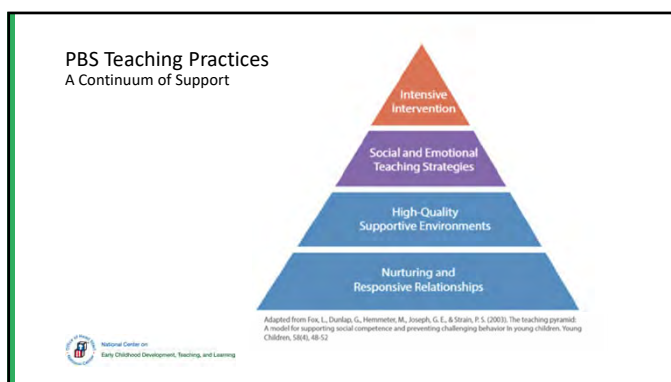 PBS Teaching Practices
A Continuum of Support
Intensive
Intervention
Social and Emotional
Teaching Strategies
High-Quality
Supportive Environments
Nurturing and
Responsive Relationships
Adapted from Fox, L., Dunlap, G., Hemmeter, M., Joseph, G. E., & Strain, P. S. (2003). The teaching pyramid:
A model for supporting social competence and preventing challenging behavior In young children. Young
Children, 58(4), 48-52
National Center on
Early Childhood Development, Teaching, and Learning